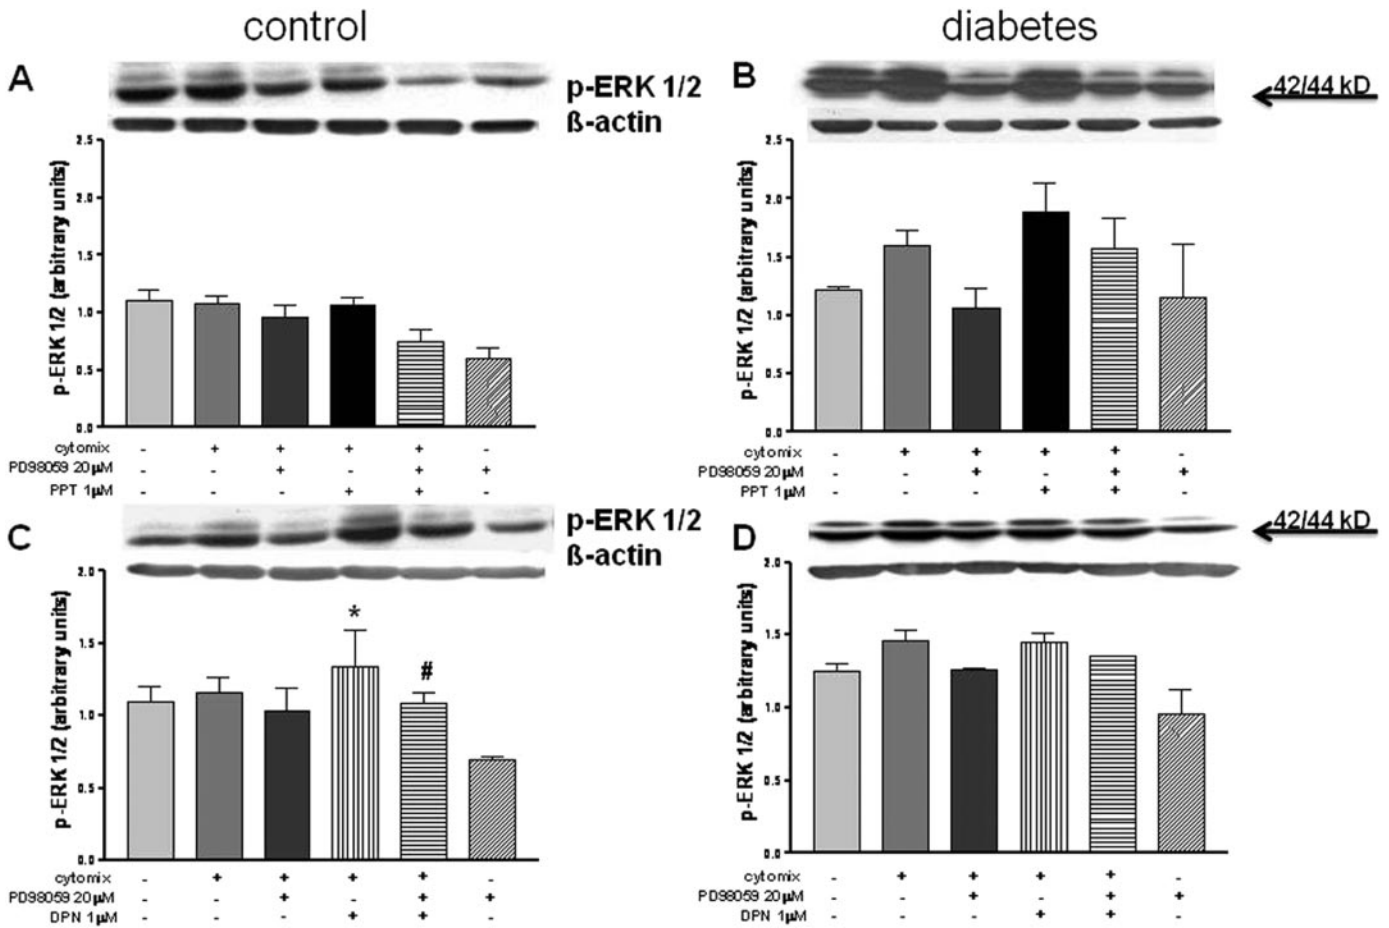 control
diabetes
A
p-ERK 1/2
ß-actin
p-ERK 1/2 (arbitrary units)
2.5
2.0
1.5
1.0
0.5
0.0
cytomix - + + + + -
PD98059 20µM - - + - + +
PPT 1µM - - - + + -
B
42/44 kD
p-ERK 1/2 (arbitrary units)
2.5
2.0
1.5
1.0
0.5
0.0
cytomix - + + + + -
PD98059 20µM - - + - + +
PPT 1µM - - - + + -
C
p-ERK 1/2
ß-actin
p-ERK 1/2 (arbitrary units)
2.0
1.5
1.0
0.5
0.0
*
#
cytomix - + + + + -
PD98059 20µM - - + - + +
DPN 1µM - - - + + -
D
42/44 kD
p-ERK 1/2 (arbitrary units)
2.0
1.5
1.0
0.5
0.0
cytomix - + + + + -
PD98059 20µM - - + - + +
DPN 1µM - - - + + -